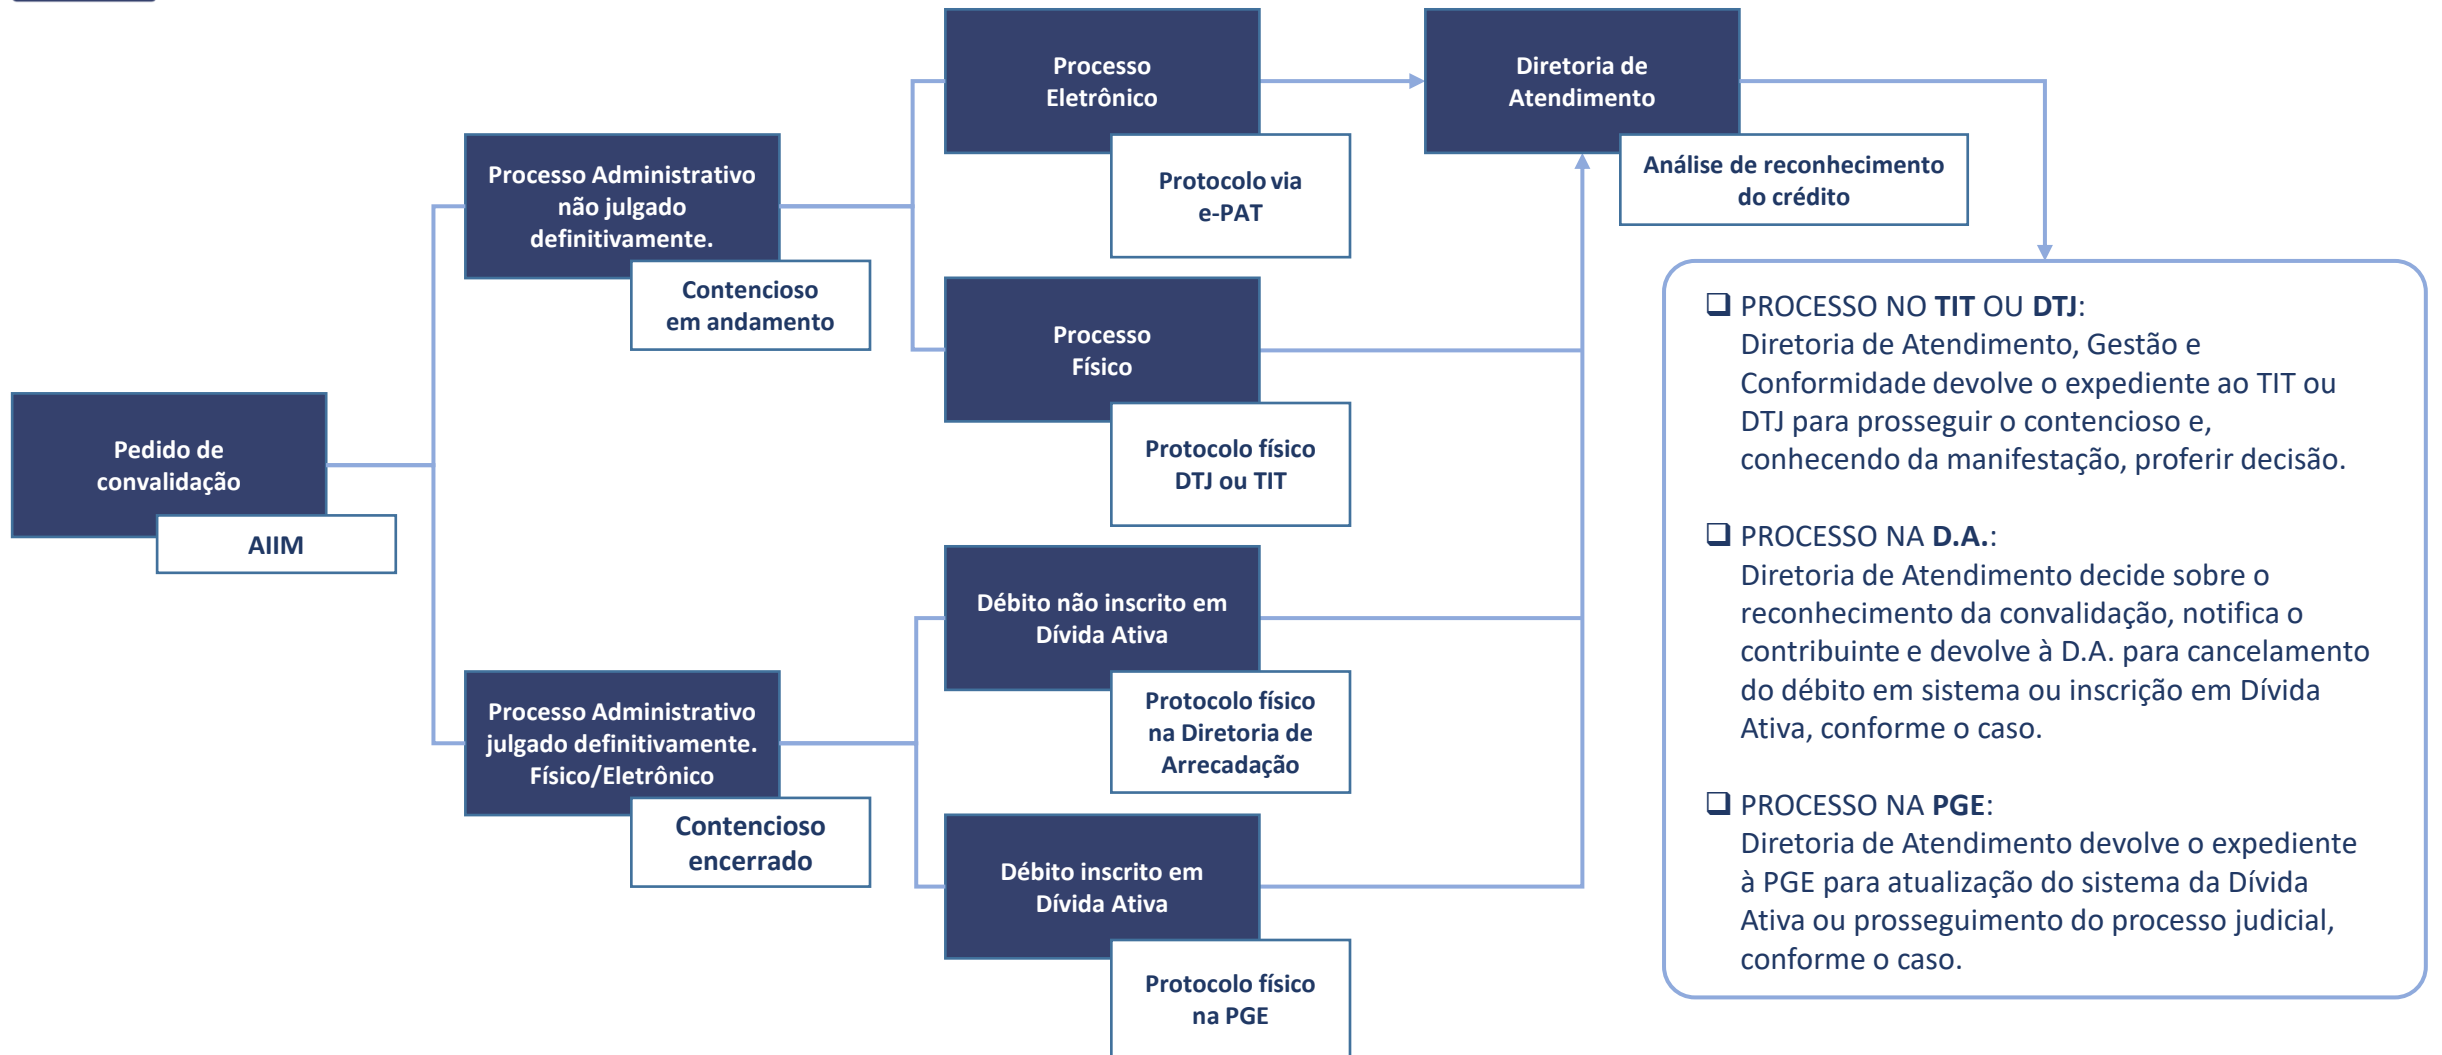 Pedido de
convalidação
AIIM
Processo Administrativo
não julgado
definitivamente.
Contencioso
em andamento
Processo Administrativo
julgado definitivamente.
Físico/Eletrônico
Contencioso
encerrado
Processo
Eletrônico
Protocolo via
e-PAT
Processo
Físico
Protocolo físico
DTJ ou TIT
Débito não inscrito em
Dívida Ativa
Protocolo físico
na Diretoria de
Arrecadação
Débito inscrito em
Dívida Ativa
Protocolo físico
na PGE
Diretoria de
Atendimento
Análise de reconhecimento
do crédito
PROCESSO NO TIT OU DTJ:
Diretoria de Atendimento, Gestão e
Conformidade devolve o expediente ao TIT ou
DTJ para prosseguir o contencioso e,
conhecendo da manifestação, proferir decisão.
PROCESSO NA D.A.:
Diretoria de Atendimento decide sobre o
reconhecimento da convalidação, notifica o
contribuinte e devolve à D.A. para cancelamento
do débito em sistema ou inscrição em Dívida
Ativa, conforme o caso.
PROCESSO NA PGE:
Diretoria de Atendimento devolve o expediente
à PGE para atualização do sistema da Dívida
Ativa ou prosseguimento do processo judicial,
conforme o caso.